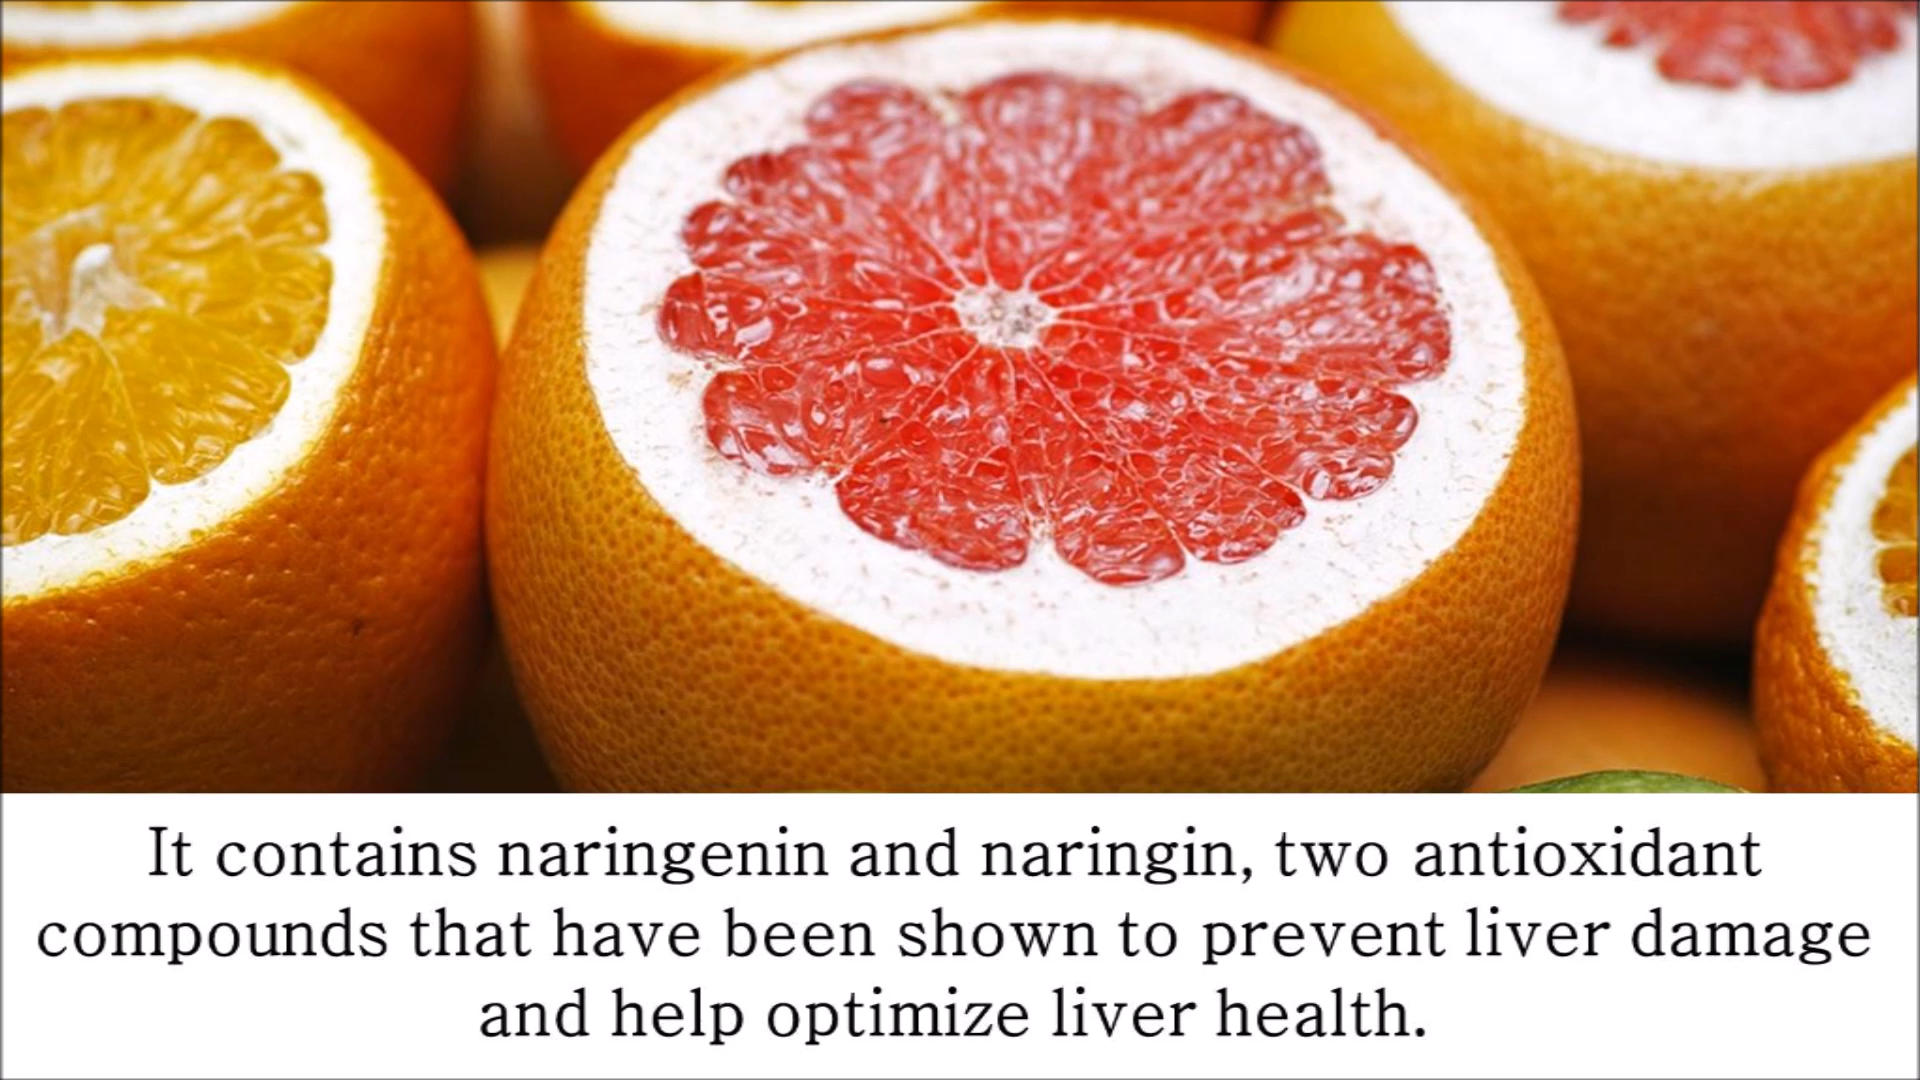 It contains naringenin and naringin, two antioxidant
compounds that have been shown to prevent liver damage
and help optimize liver health.